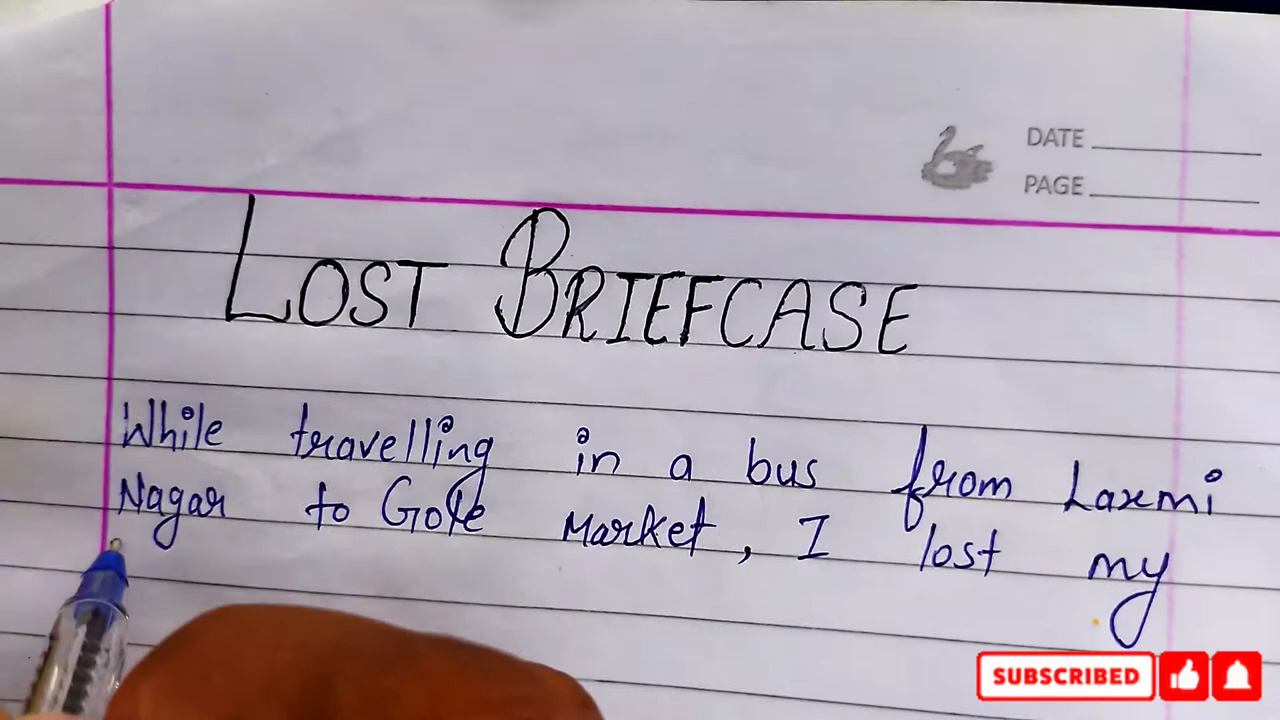 DATE
PAGE
LOST BRIEFCASE
While travelling in a bus from Laxmi
Nagar to Gole Market, I lost my
SUBSCRIBED